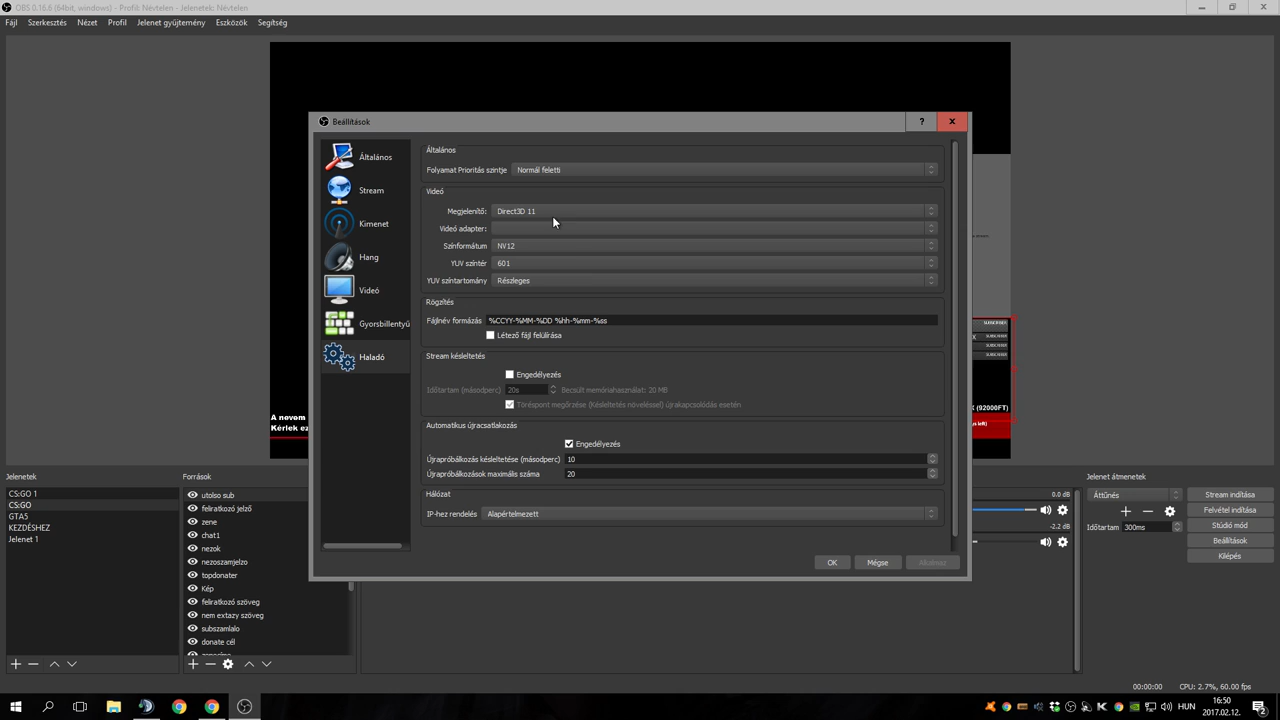 OBS 0.16.6 (64bit, windows) - Profil: Névtelen - Jelenetek: Névtelen
Fájl Szerkesztés Nézet Profil Jelenet gyűjtemény Eszközök Segítség
Beállítások
?
Általános
Stream
Kimenet
Hang
Videó
Gyorsbillentyű
Haladó
Általános
Folyamat Prioritás szintje Normál feletti
Videó
Megjelenítő: Direct3D 11
Videó adapter:
Színformátum NV12
YUV színtér 601
YUV színtartomány Részleges
Rögzítés
Fájlnév formázás %CCYY-%MM-%DD %hh-%mm-%ss
Létező fájl felülírása
Stream késleltetés
Engedélyezés
Időtartam (másodperc) 20s Becsült memóriahasználat: 20 MB
Töréspont megőrzése (Késleltetés növeléssel) újrakapcsolódás esetén
Automatikus újracsatlakozás
Engedélyezés
Újrapróbálkozás késleltetése (másodperc) 10
Újrapróbálkozások maximális száma 20
Hálózat
IP-hez rendelés Alapértelmezett
OK Mégse Alkalmaz
A nevem
Kérlek ez
X (92000FT)
Jelenetek
CS:GO 1
CS:GO
GTA5
KEZDÉSHEZ
Jelenet 1
Források
utolso sub
feliratkozó jelző
zene
chat1
nezok
nezoszamjelzo
topdonater
Kép
feliratkozó szöveg
nem extazy szöveg
subszamlalo
donate cél
zenecíme
0.0 dB
-2.2 dB
Jelenet átmenetek
Áttűnés
Időtartam 300ms
Stream indítása
Felvétel indítása
Stúdió mód
Beállítások
Kilépés
00:00:00 CPU: 2.7%, 60.00 fps
HUN
16:50
2017.02.12.
2